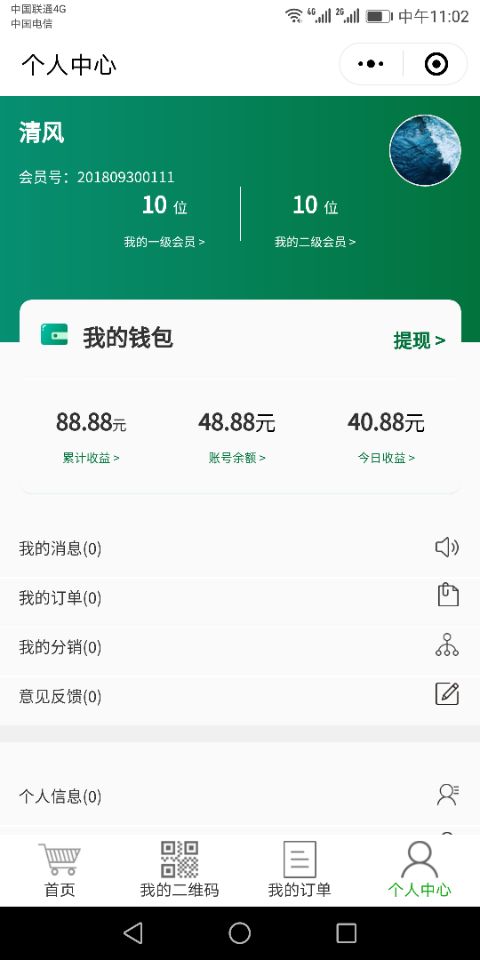 中国联通4G
中国电信
4G
2G
中午11:02
个人中心
清风
会员号：201809300111
10 位
10 位
我的一级会员 >
我的二级会员 >
我的钱包
提现 >
88.88元
48.88元
40.88元
累计收益 >
账号余额 >
今日收益 >
我的消息(0)
我的订单(0)
我的分销(0)
意见反馈(0)
个人信息(0)
首页
我的二维码
我的订单
个人中心